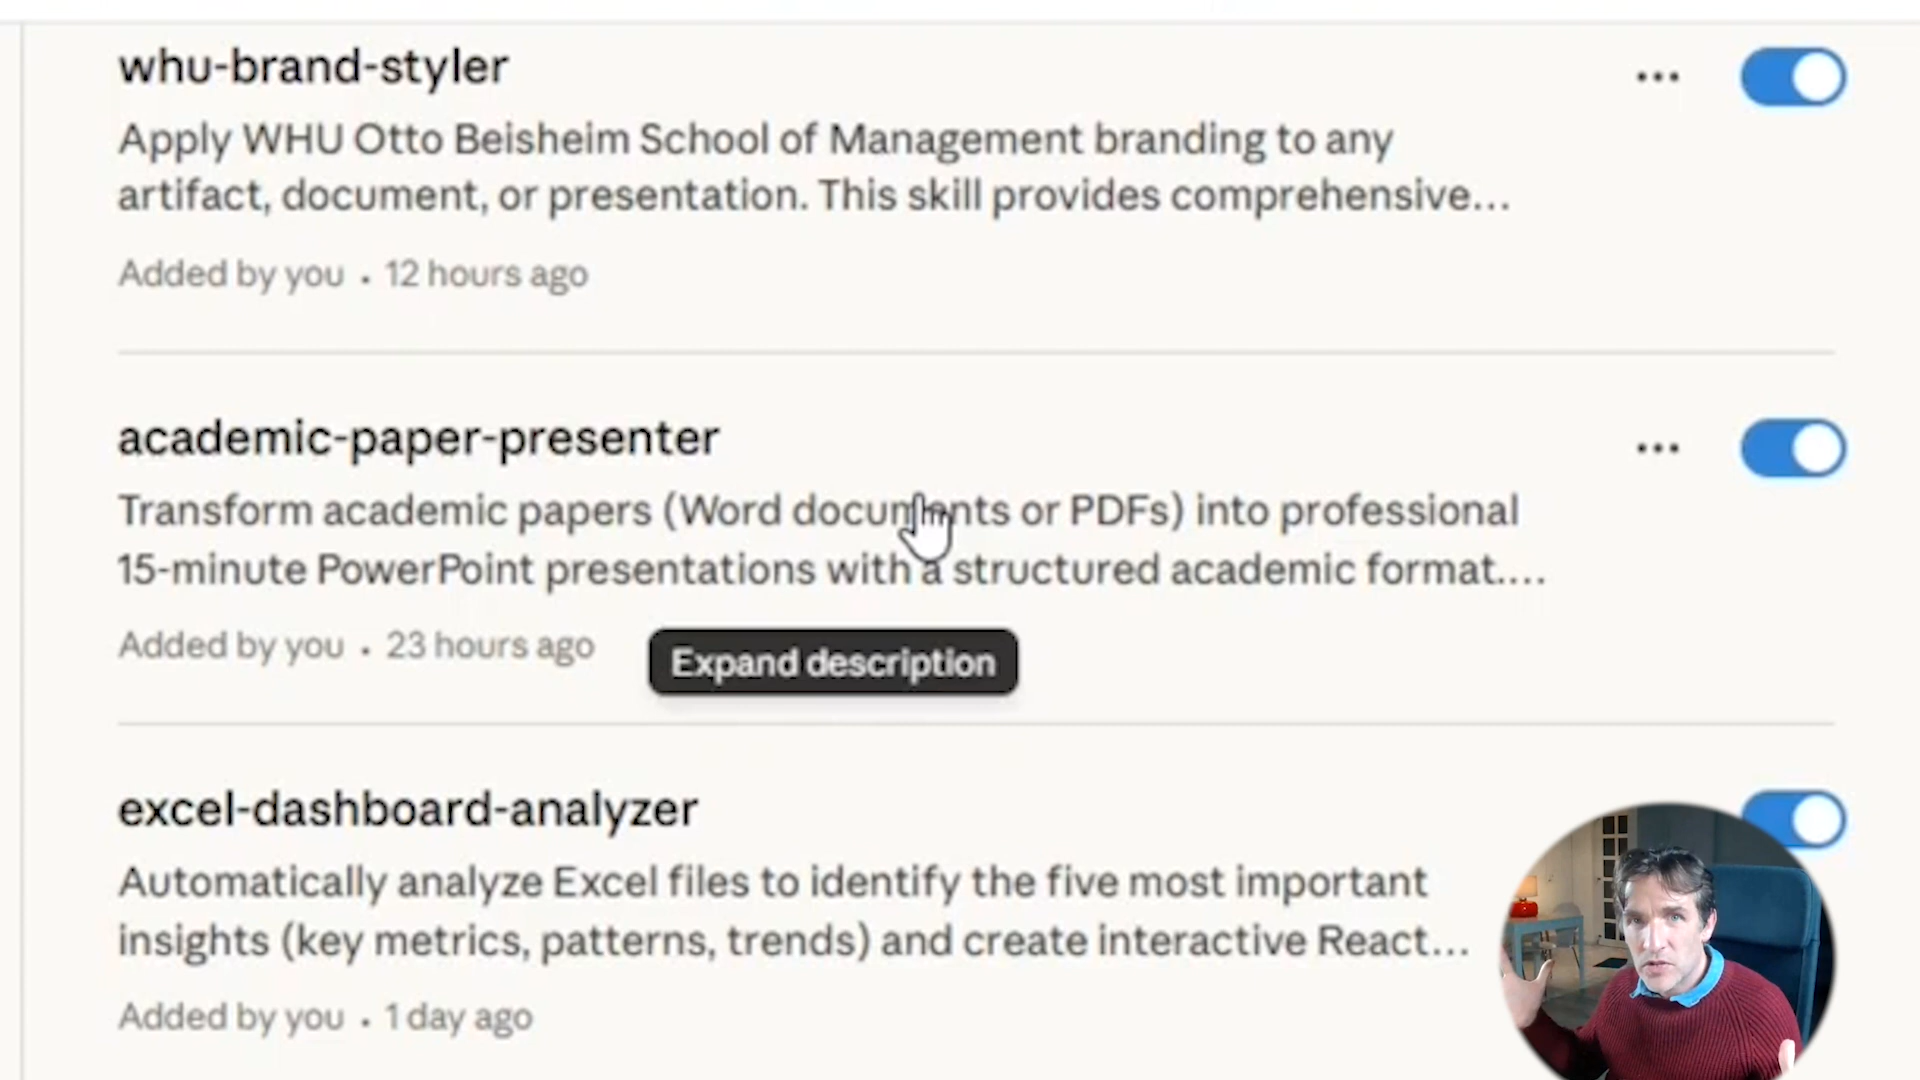 whu-brand-styler
Apply WHU Otto Beisheim School of Management branding to any
artifact, document, or presentation. This skill provides comprehensive...
Added by you • 12 hours ago
academic-paper-presenter
Transform academic papers (Word documents or PDFs) into professional
15-minute PowerPoint presentations with a structured academic format....
Added by you • 23 hours ago
Expand description
excel-dashboard-analyzer
Automatically analyze Excel files to identify the five most important
insights (key metrics, patterns, trends) and create interactive React...
Added by you • 1 day ago